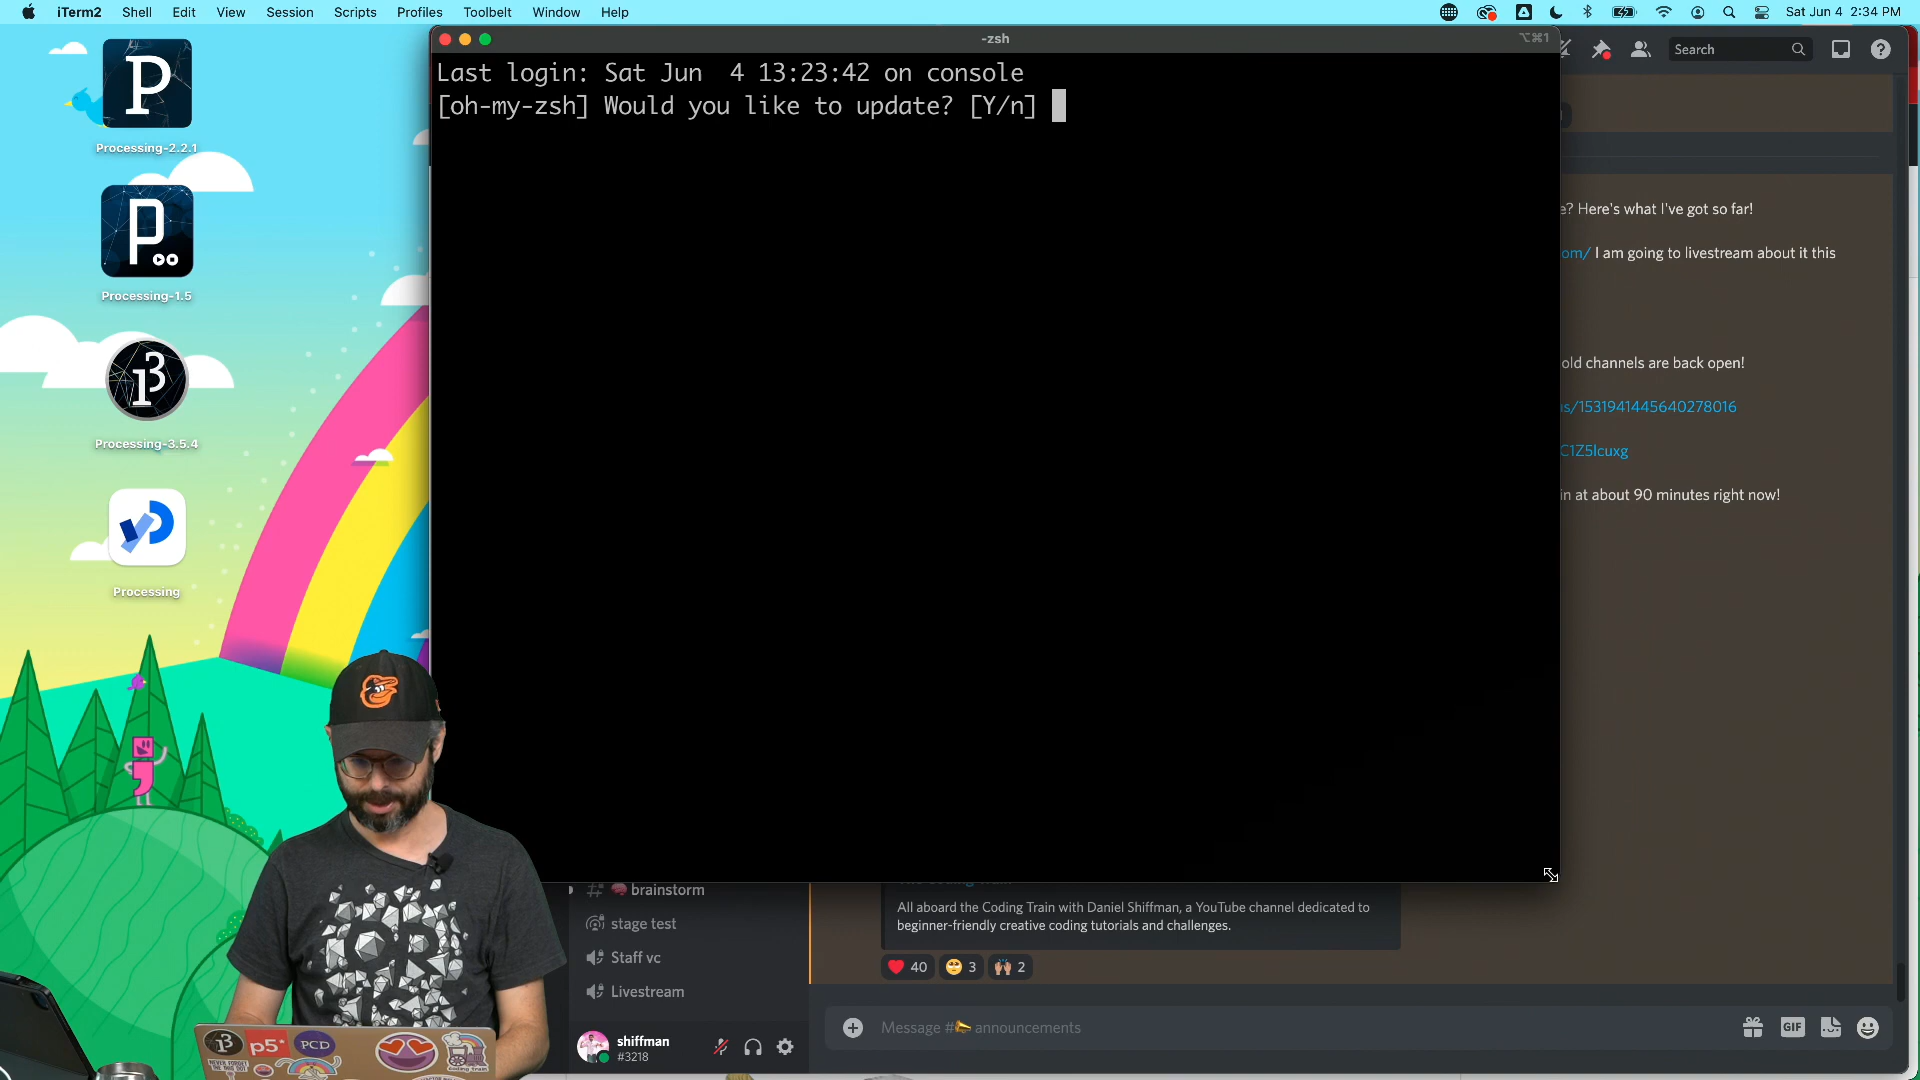 iTerm2 Shell Edit View Session Scripts Profiles Toolbelt Window Help
Sat Jun 4 2:34 PM
-zsh
⌥⌘1
Last login: Sat Jun  4 13:23:42 on console
[oh-my-zsh] Would you like to update? [Y/n]
Processing-2.2.1
Processing-1.5
Processing-3.5.4
Processing
Search
e? Here's what I've got so far!
om/ I am going to livestream about it this
old channels are back open!
s/1531941445640278016
C1Z5lcuxg
in at about 90 minutes right now!
brainstorm
stage test
Staff vc
Livestream
All aboard the Coding Train with Daniel Shiffman, a YouTube channel dedicated to
beginner-friendly creative coding tutorials and challenges.
40 3 2
shiffman
#3218
Message # announcements
GIF
p5*
PCD